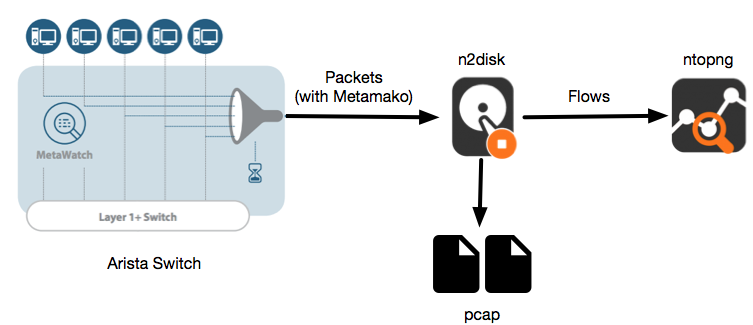 n2disk
ntopng
Packets
(with Metamako)
Flows
MetaWatch
Layer 1+ Switch
Arista Switch
pcap